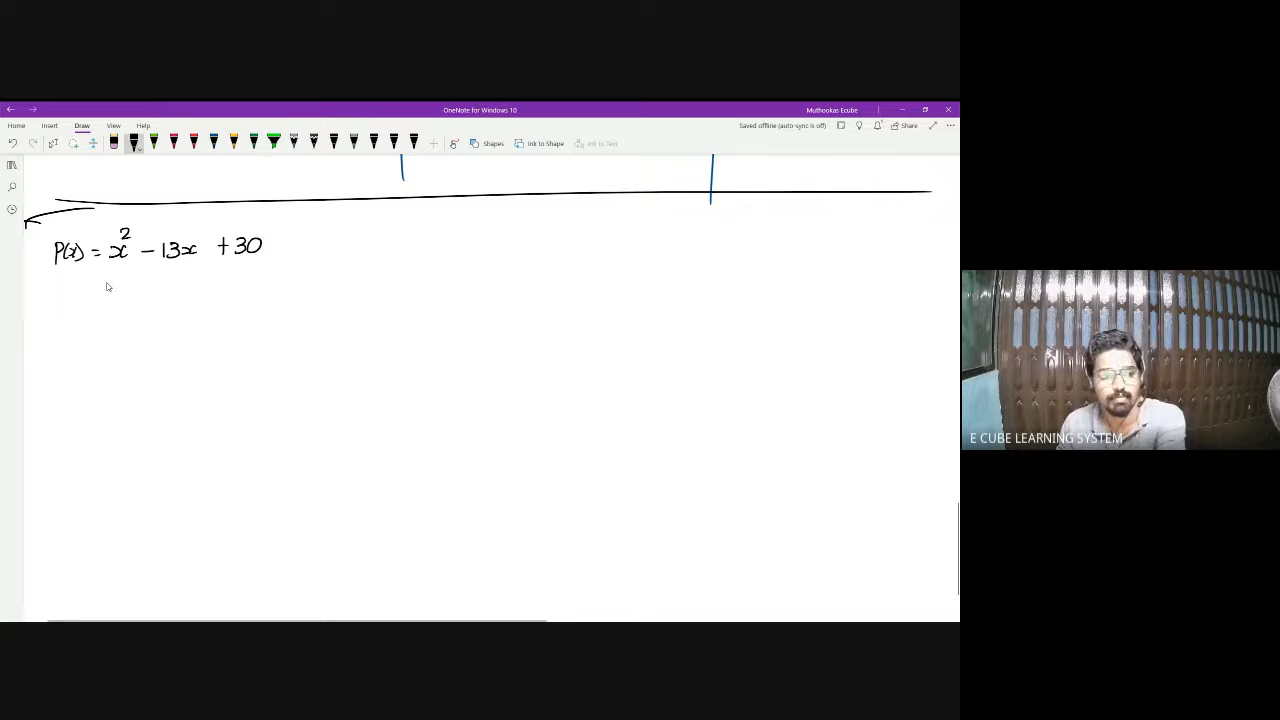 OneNote for Windows 10
Muthookas Ecube
Home Insert Draw View Help
Saved offline (auto-sync is off)
Share
Shapes
Ink to Shape
Ink to Text
P(x) = x² - 13x + 30
E CUBE LEARNING SYSTEM